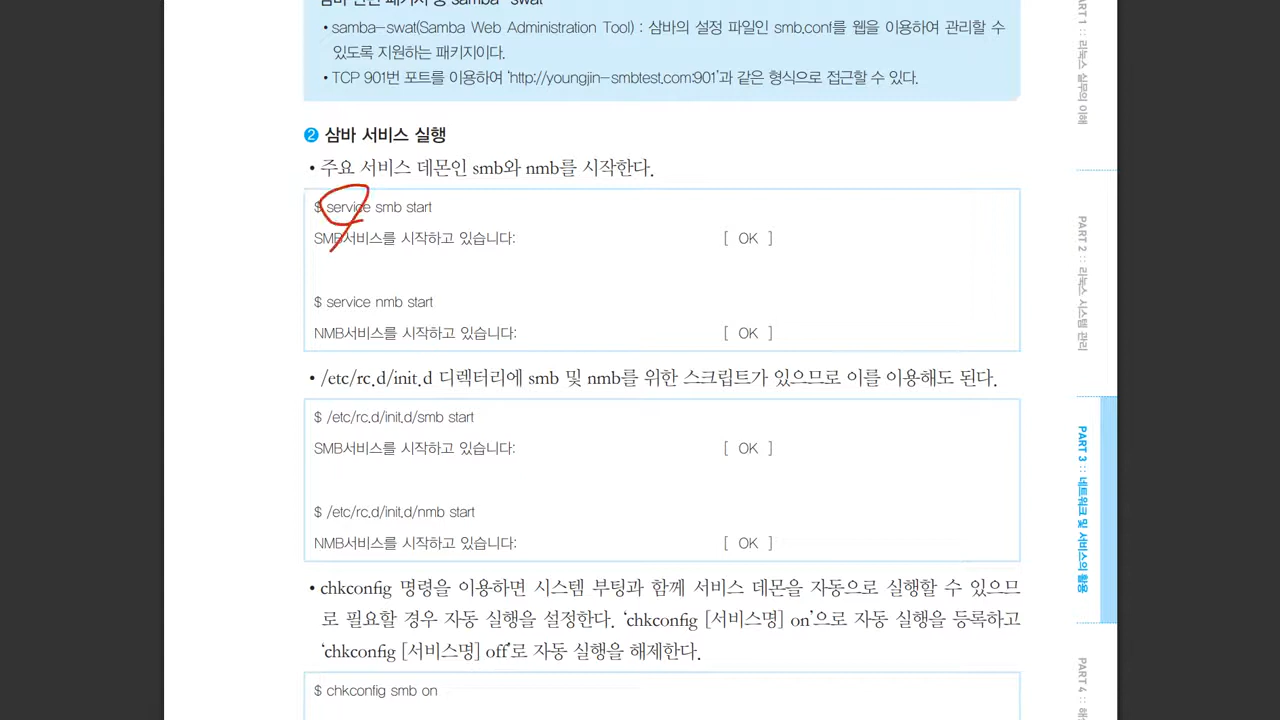 • samba-swat(Samba Web Administration Tool)는 삼바의 설정 파일인 smb.conf를 웹을 이용하여 관리할 수
있도록 지원하는 패키지이다.
• TCP 901번 포트를 이용하여 ‘http://youngjin-smbtest.com:901’과 같은 형식으로 접근할 수 있다.
❷ 삼바 서비스 실행
• 주요 서비스 데몬인 smb와 nmb를 시작한다.
$ service smb start
SMB서비스를 시작하고 있습니다: [ OK ]
$ service nmb start
NMB서비스를 시작하고 있습니다: [ OK ]
• /etc/rc.d/init.d 디렉터리에 smb 및 nmb를 위한 스크립트가 있으므로 이를 이용해도 된다.
$ /etc/rc.d/init.d/smb start
SMB서비스를 시작하고 있습니다: [ OK ]
$ /etc/rc.d/init.d/nmb start
NMB서비스를 시작하고 있습니다: [ OK ]
• chkconfig 명령을 이용하면 시스템 부팅과 함께 서비스 데몬을 자동으로 실행할 수 있으므
로 필요할 경우 자동 실행을 설정한다. ‘chkconfig [서비스명] on’으로 자동 실행을 등록하고
‘chkconfig [서비스명] off’로 자동 실행을 해제한다.
$ chkconfig smb on
PART 1 :: 리눅스 실무의 이해
PART 2 :: 리눅스 시스템 관리
PART 3 :: 네트워크 및 서비스의 활용
PART 4 ::